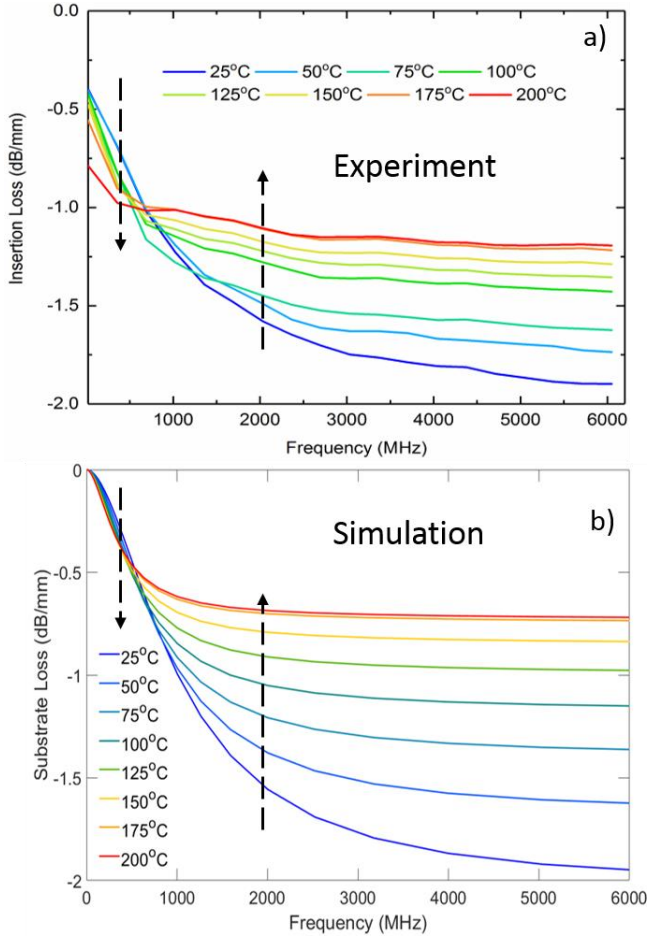 0.0
a)
25°C 50°C 75°C 100°C
125°C 150°C 175°C 200°C
-0.5
Experiment
-1.0
-1.5
-2.0
Insertion Loss (dB/mm)
1000 2000 3000 4000 5000 6000
Frequency (MHz)
0
b)
Simulation
-0.5
-1
-1.5
-2
Substrate Loss (dB/mm)
25°C
50°C
75°C
100°C
125°C
150°C
175°C
200°C
0 1000 2000 3000 4000 5000 6000
Frequency (MHz)